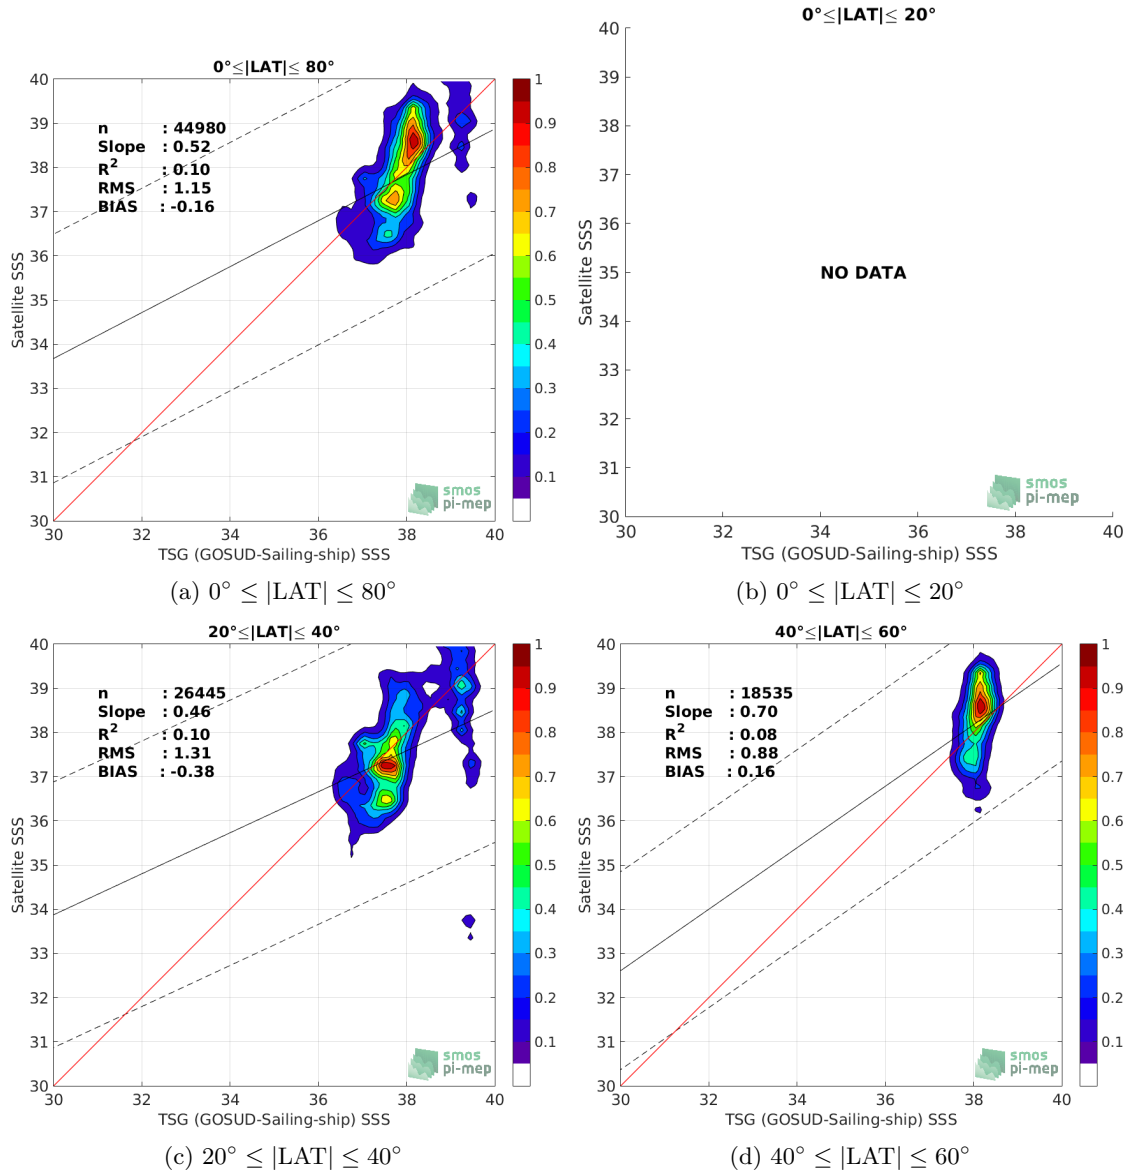 0°≤|LAT|≤ 80°
n : 44980
Slope : 0.52
R2 : 0.10
RMS : 1.15
BIAS : -0.16
40
39
38
37
36
35
34
33
32
31
30
Satellite SSS
30 32 34 36 38 40
TSG (GOSUD-Sailing-ship) SSS
1
0.9
0.8
0.7
0.6
0.5
0.4
0.3
0.2
0.1
smos
pi-mep
(a) 0° ≤ |LAT| ≤ 80°
0°≤|LAT|≤ 20°
40
39
38
37
36
35
34
33
32
31
30
Satellite SSS
NO DATA
smos
pi-mep
30 32 34 36 38 40
TSG (GOSUD-Sailing-ship) SSS
(b) 0° ≤ |LAT| ≤ 20°
20°≤|LAT|≤ 40°
n : 26445
Slope : 0.46
R2 : 0.10
RMS : 1.31
BIAS : -0.38
40
39
38
37
36
35
34
33
32
31
30
Satellite SSS
30 32 34 36 38 40
TSG (GOSUD-Sailing-ship) SSS
1
0.9
0.8
0.7
0.6
0.5
0.4
0.3
0.2
0.1
smos
pi-mep
(c) 20° ≤ |LAT| ≤ 40°
40°≤|LAT|≤ 60°
n : 18535
Slope : 0.70
R2 : 0.08
RMS : 0.88
BIAS : 0.16
40
39
38
37
36
35
34
33
32
31
30
Satellite SSS
30 32 34 36 38 40
TSG (GOSUD-Sailing-ship) SSS
1
0.9
0.8
0.7
0.6
0.5
0.4
0.3
0.2
0.1
smos
pi-mep
(d) 40° ≤ |LAT| ≤ 60°